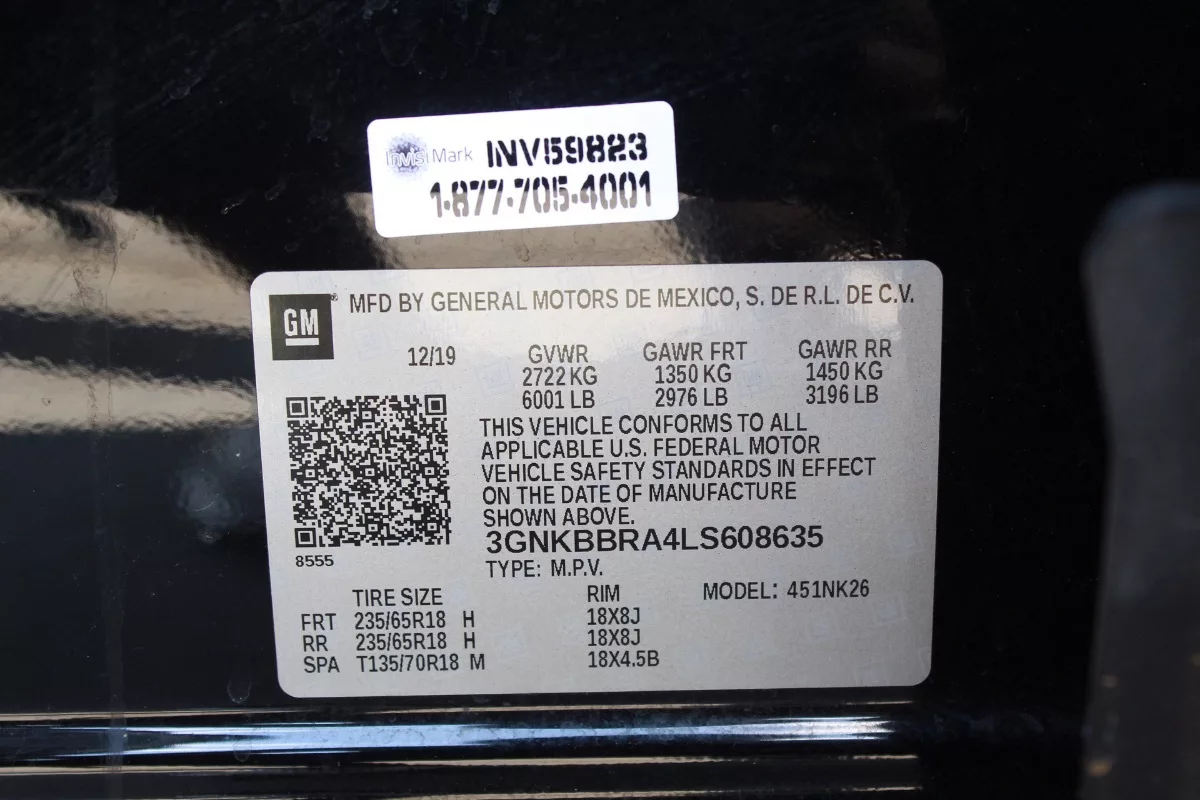 InvisiMark INV59823
1-877-705-4001
GM® MFD BY GENERAL MOTORS DE MEXICO, S. DE R.L. DE C.V.
12/19 GVWR GAWR FRT GAWR RR
2722 KG 1350 KG 1450 KG
6001 LB 2976 LB 3196 LB
THIS VEHICLE CONFORMS TO ALL
APPLICABLE U.S. FEDERAL MOTOR
VEHICLE SAFETY STANDARDS IN EFFECT
ON THE DATE OF MANUFACTURE
SHOWN ABOVE.
3GNKBBRA4LS608635
8555
TYPE: M.P.V.
TIRE SIZE RIM MODEL: 451NK26
FRT 235/65R18 H 18X8J
RR 235/65R18 H 18X8J
SPA T135/70R18 M 18X4.5B